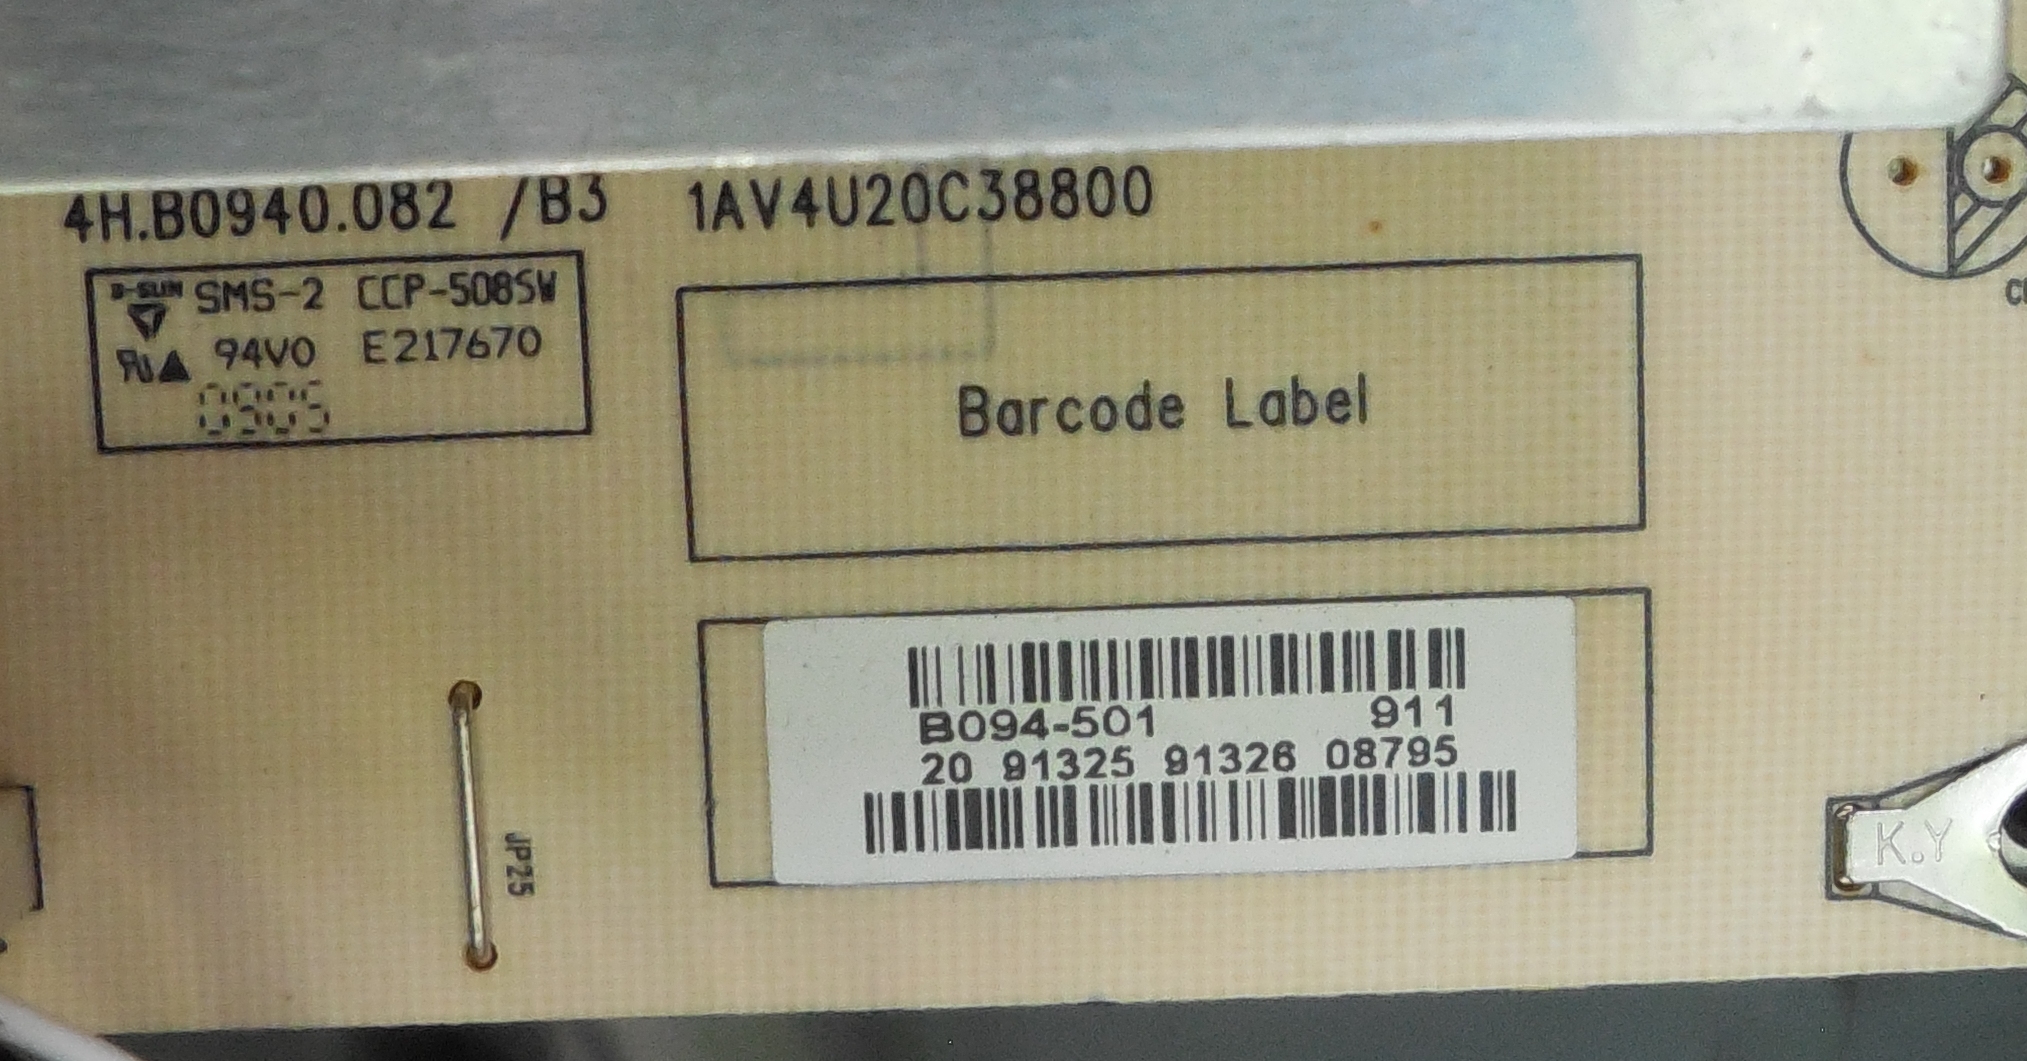 4H.B0940.082 /B3 1AV4U20C38800
SMS-2 CCP-508SW
94V0 E217670
0905
Barcode Label
B094-501 911
20 91325 91326 08795
JP25
K.Y